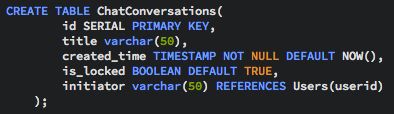 CREATE TABLE ChatConversations(
id SERIAL PRIMARY KEY,
title varchar(50),
created_time TIMESTAMP NOT NULL DEFAULT NOW(),
is_locked BOOLEAN DEFAULT TRUE,
initiator varchar(50) REFERENCES Users(userid)
);